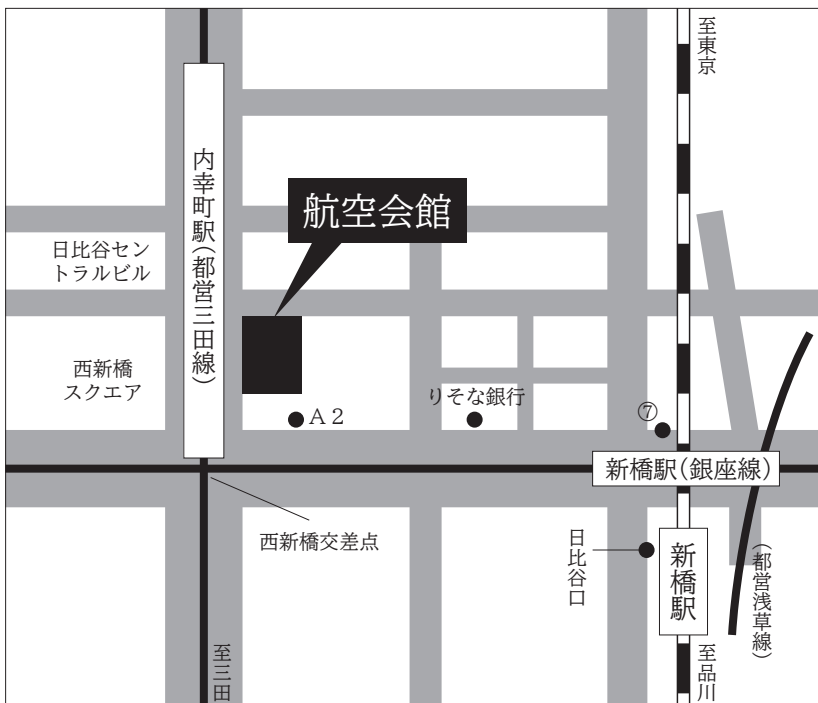 至東京
内幸町駅(都営三田線)
航空会館
日比谷セン
トラルビル
西新橋
スクエア
A2
りそな銀行
⑦
新橋駅(銀座線)
西新橋交差点
日比谷口
新橋駅
(都営浅草線)
至三田
至品川